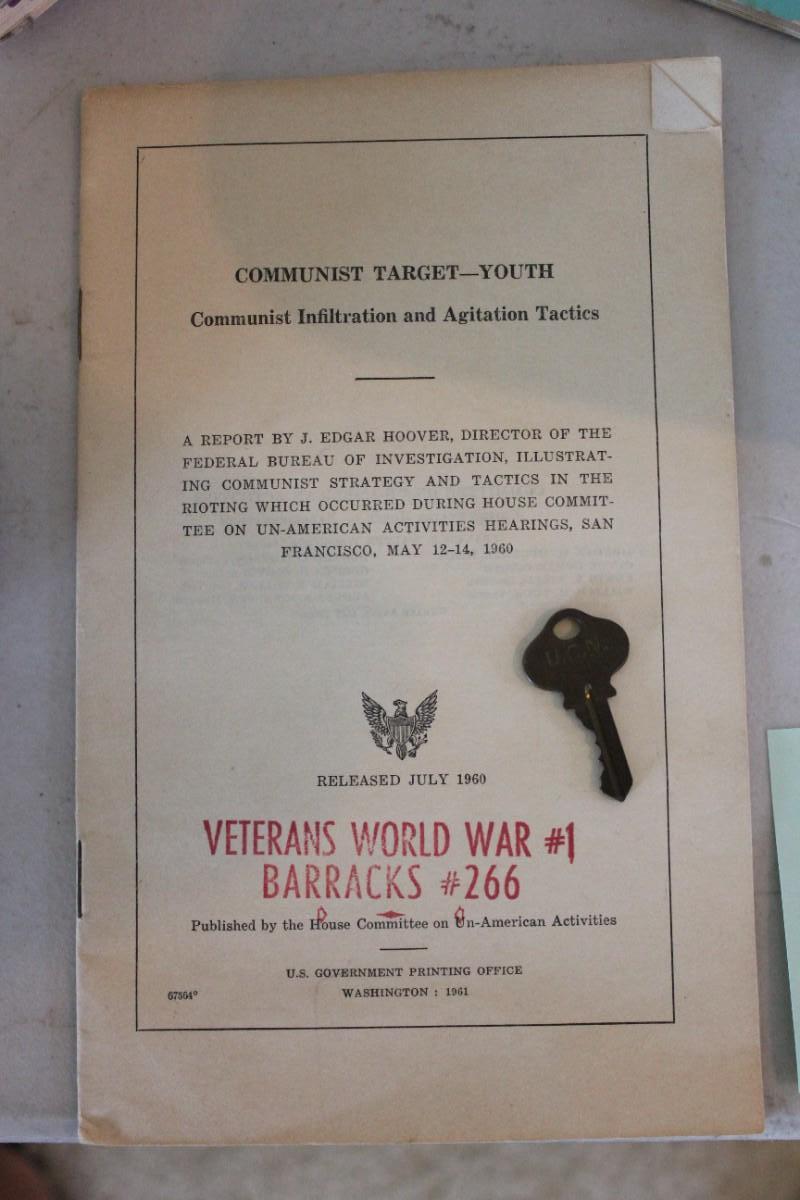 COMMUNIST TARGET—YOUTH
Communist Infiltration and Agitation Tactics
A REPORT BY J. EDGAR HOOVER, DIRECTOR OF THE
FEDERAL BUREAU OF INVESTIGATION, ILLUSTRAT-
ING COMMUNIST STRATEGY AND TACTICS IN THE
RIOTING WHICH OCCURRED DURING HOUSE COMMIT-
TEE ON UN-AMERICAN ACTIVITIES HEARINGS, SAN
FRANCISCO, MAY 12–14, 1960
U.C.N.
RELEASED JULY 1960
VETERANS WORLD WAR #1
BARRACKS #266
Published by the House Committee on Un-American Activities
U.S. GOVERNMENT PRINTING OFFICE
67564° WASHINGTON : 1961